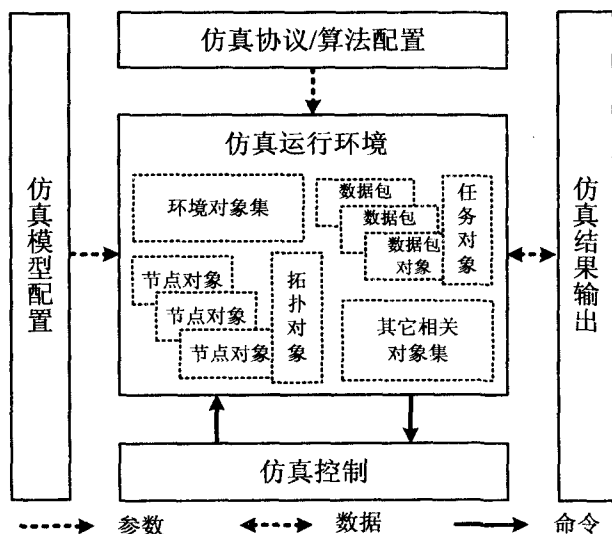 仿真协议/算法配置
仿真模型配置
仿真运行环境
环境对象集
数据包
数据包
数据包
对象
任务对象
节点对象
节点对象
节点对象
拓扑对象
其它相关
对象集
仿真结果输出
仿真控制
参数
数据
命令